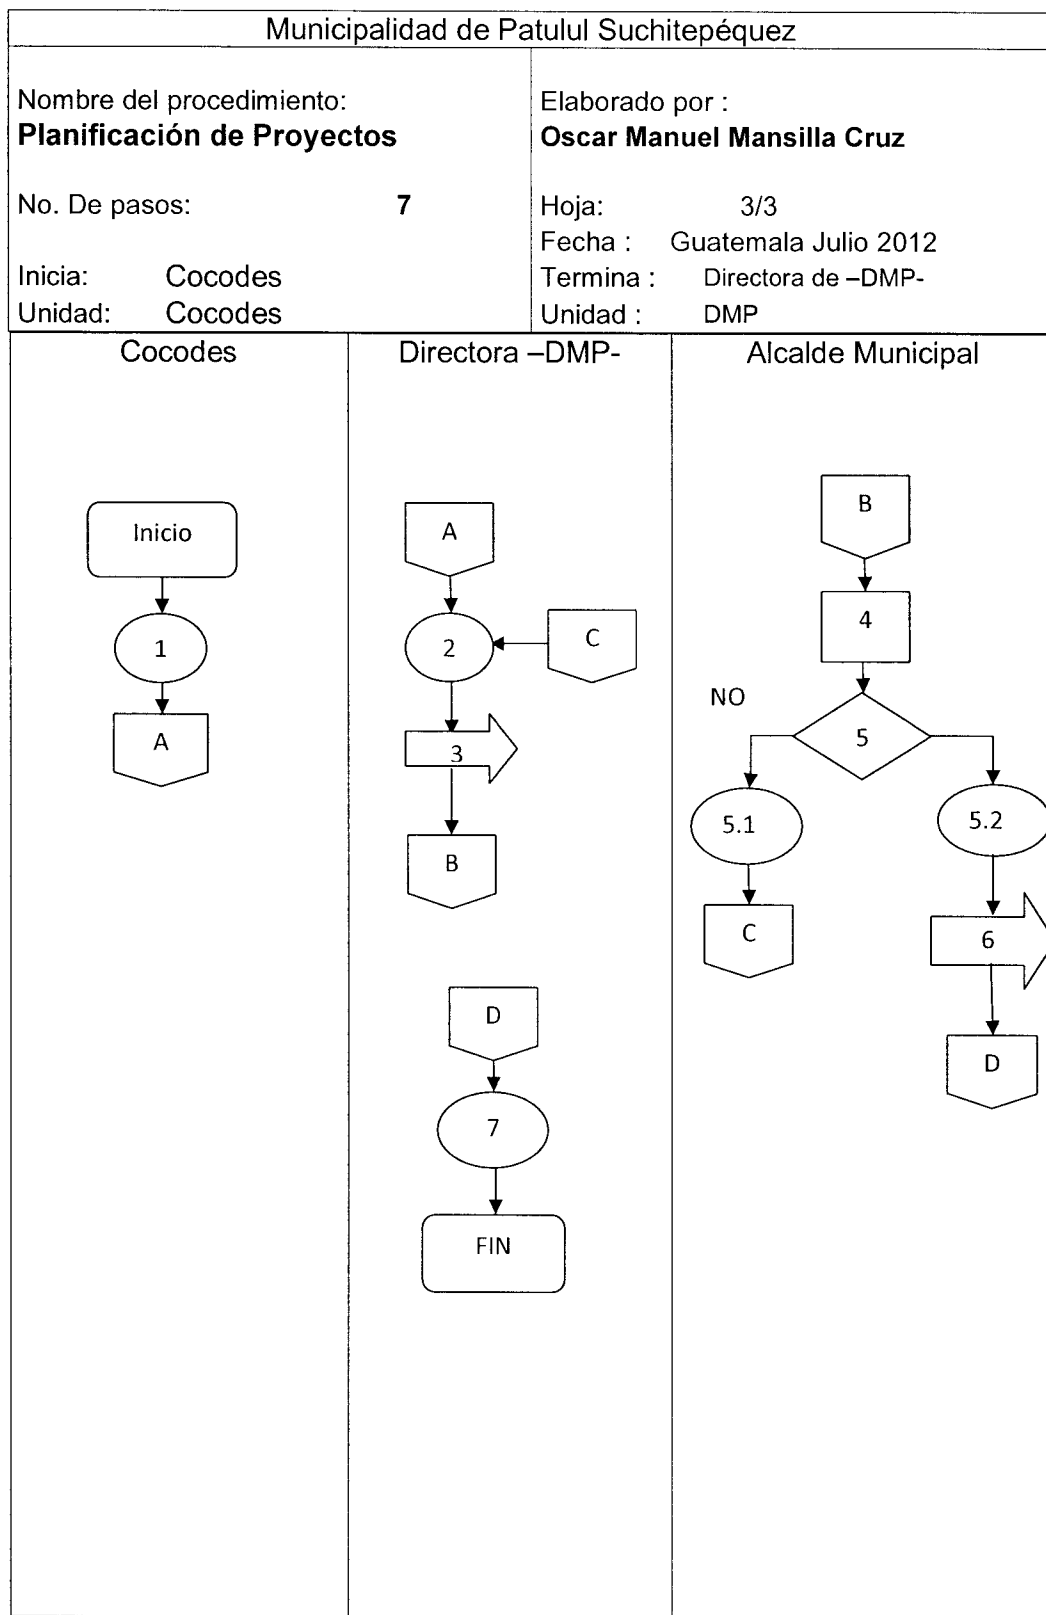 Municipalidad de Patulul Suchitepéquez
Nombre del procedimiento:
Planificación de Proyectos
No. De pasos: 7
Inicia: Cocodes
Unidad: Cocodes
Elaborado por :
Oscar Manuel Mansilla Cruz
Hoja: 3/3
Fecha : Guatemala Julio 2012
Termina : Directora de –DMP-
Unidad : DMP
Cocodes
Inicio
1
A
Directora –DMP-
A
2
C
3
B
D
7
FIN
Alcalde Municipal
B
4
NO
5
5.1
5.2
C
6
D